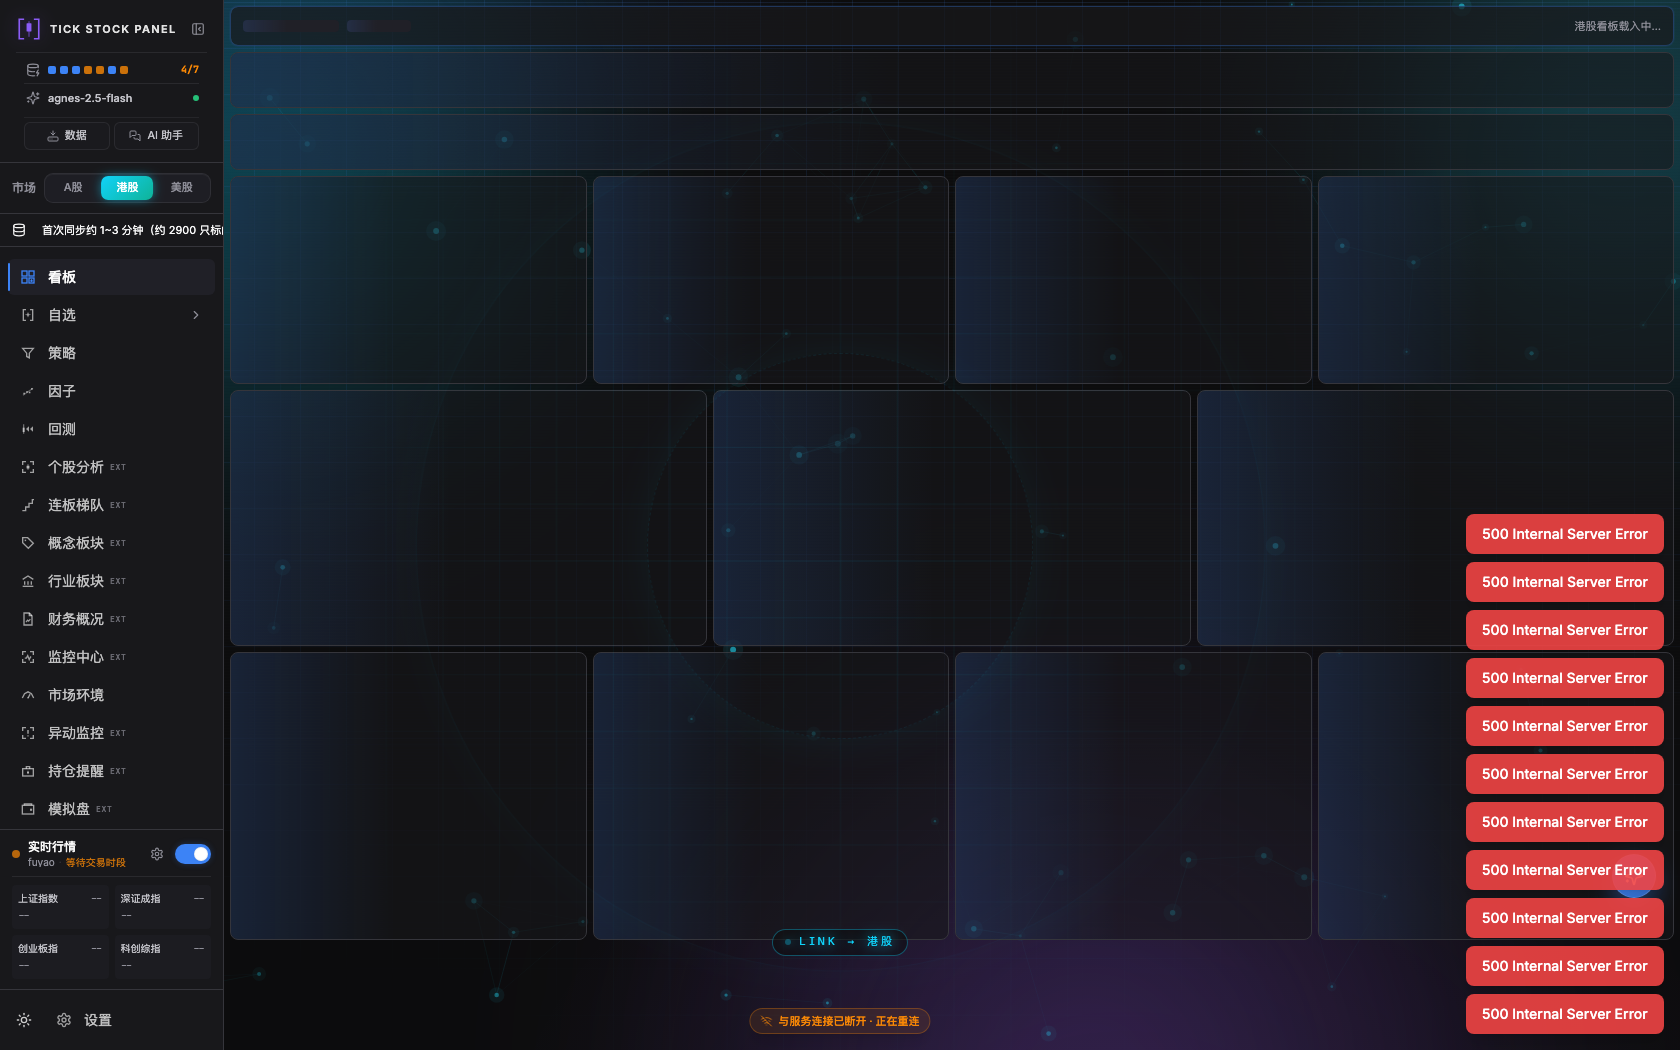 TICK STOCK PANEL
4/7
agnes-2.5-flash
数据
AI 助手
市场
A股
港股
美股
首次同步约 1~3 分钟（约 2900 只标
看板
自选
策略
因子
回测
个股分析 EXT
连板梯队 EXT
概念板块 EXT
行业板块 EXT
财务概况 EXT
监控中心 EXT
市场环境
异动监控 EXT
持仓提醒 EXT
模拟盘 EXT
实时行情
fuyao · 等待交易时段
上证指数 --
--
深证成指 --
--
创业板指 --
--
科创综指 --
--
设置
港股看板载入中...
LINK → 港股
与服务连接已断开 · 正在重连
500 Internal Server Error
500 Internal Server Error
500 Internal Server Error
500 Internal Server Error
500 Internal Server Error
500 Internal Server Error
500 Internal Server Error
500 Internal Server Error
500 Internal Server Error
500 Internal Server Error
500 Internal Server Error